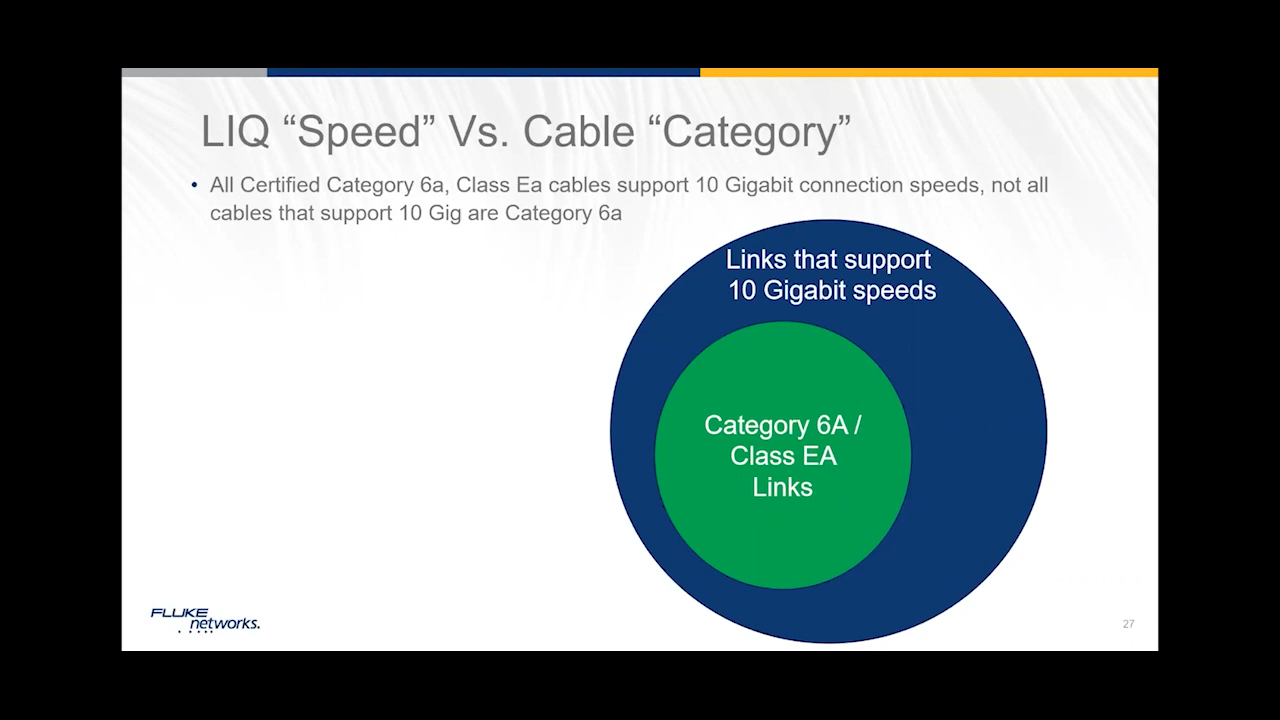 LIQ “Speed” Vs. Cable “Category”
• All Certified Category 6a, Class Ea cables support 10 Gigabit connection speeds, not all
cables that support 10 Gig are Category 6a
Links that support
10 Gigabit speeds
Category 6A /
Class EA
Links
FLUKE
networks.
27